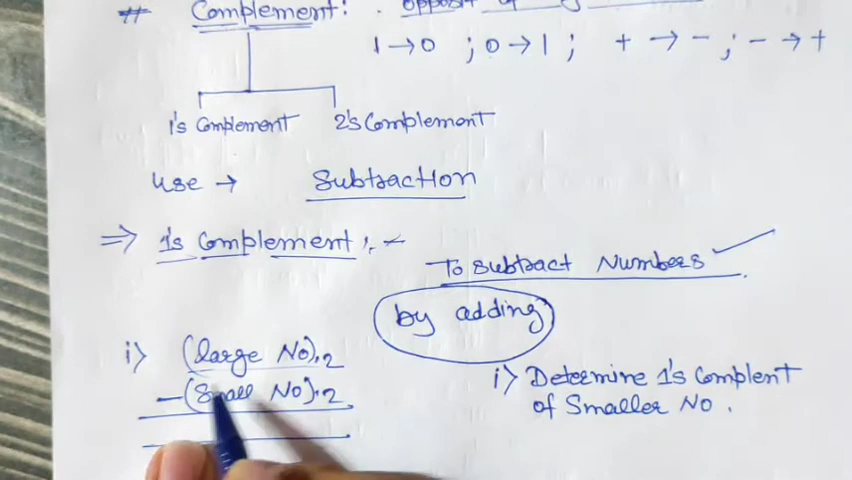 # Complement:
1 → 0 ; 0 → 1 ; + → - ; - → +
1's Complement 2's Complement
Use → Subtraction
⇒ 1's Complement :-
To Subtract Numbers ✓
by adding
i> (large No).2
-(Small No).2
i> Determine 1's Complent
of Smaller No .